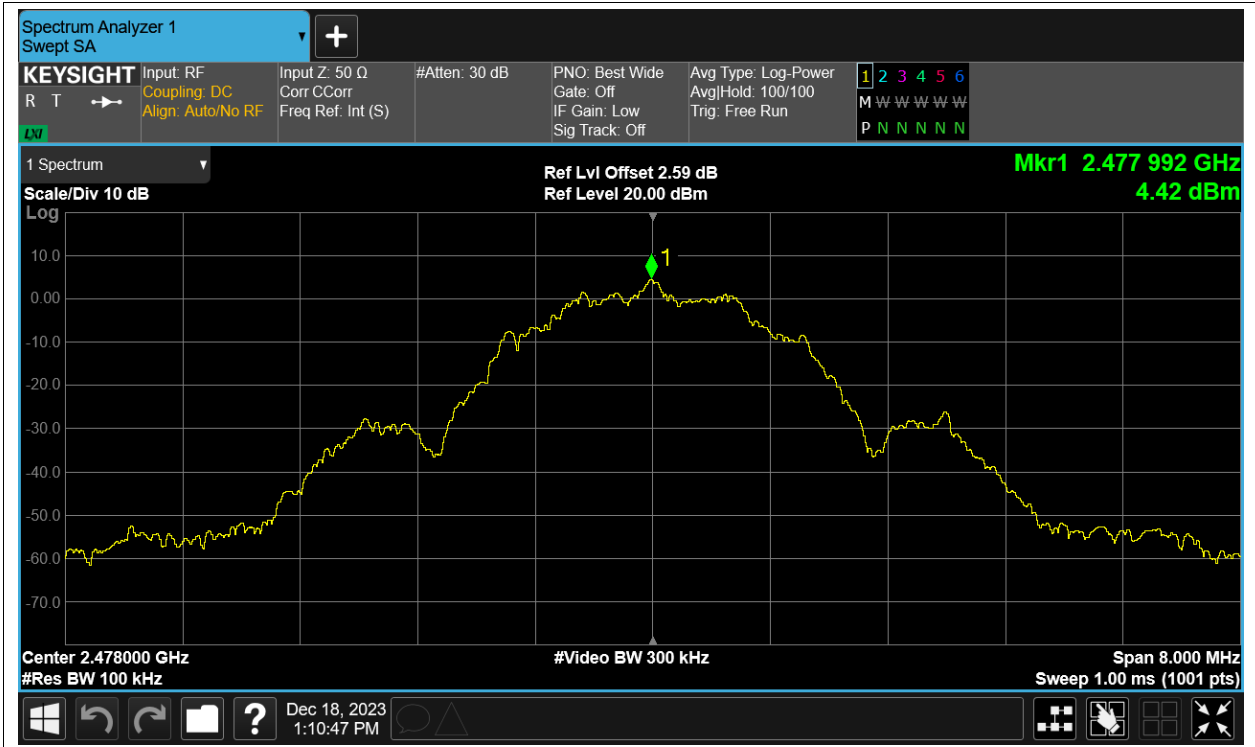 Spectrum Analyzer 1
Swept SA
+
KEYSIGHT
R T
LXI
Input: RF
Coupling: DC
Align: Auto/No RF
Input Z: 50 Ω
Corr CCorr
Freq Ref: Int (S)
#Atten: 30 dB
PNO: Best Wide
Gate: Off
IF Gain: Low
Sig Track: Off
Avg Type: Log-Power
Avg|Hold: 100/100
Trig: Free Run
1 2 3 4 5 6
M W W W W W
P N N N N N
1 Spectrum
Scale/Div 10 dB
Log
Ref Lvl Offset 2.59 dB
Ref Level 20.00 dBm
Mkr1 2.477 992 GHz
4.42 dBm
1
10.0
0.00
-10.0
-20.0
-30.0
-40.0
-50.0
-60.0
-70.0
Center 2.478000 GHz
#Res BW 100 kHz
#Video BW 300 kHz
Span 8.000 MHz
Sweep 1.00 ms (1001 pts)
?
Dec 18, 2023
1:10:47 PM